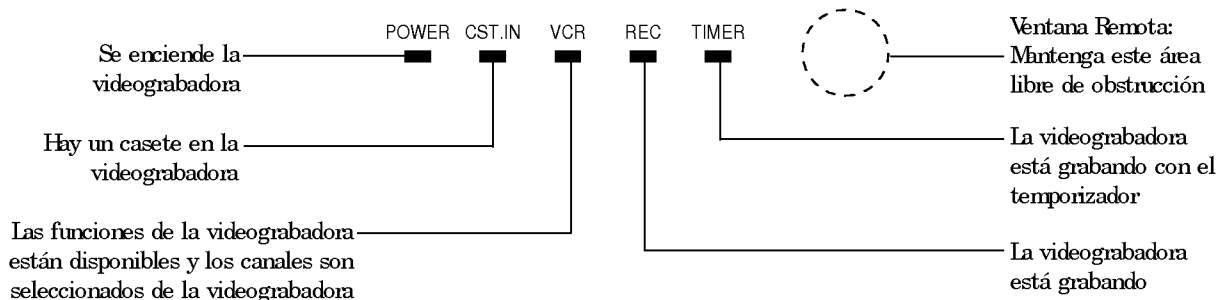 POWER CST.IN VCR REC TIMER
Se enciende la
videograbadora
Hay un casete en la
videograbadora
Las funciones de la videograbadora
están disponibles y los canales son
seleccionados de la videograbadora
Ventana Remota:
Mantenga este área
libre de obstrucción
La videograbadora
está grabando con el
temporizador
La videograbadora
está grabando